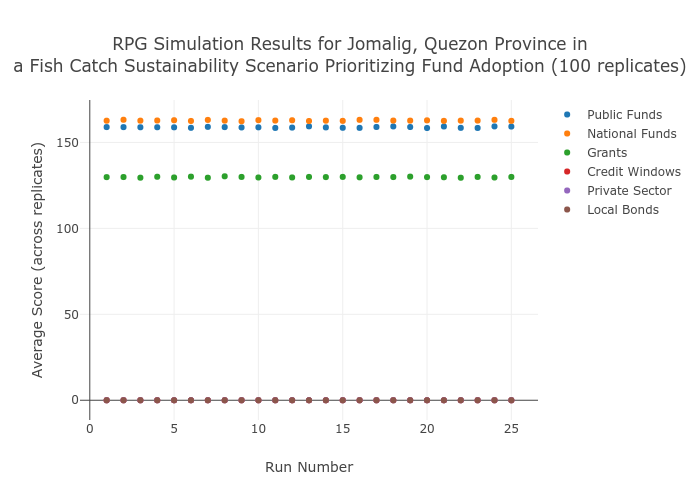 RPG Simulation Results for Jomalig, Quezon Province in
a Fish Catch Sustainability Scenario Prioritizing Fund Adoption (100 replicates)
Public Funds
National Funds
Grants
Credit Windows
Private Sector
Local Bonds
Average Score (across replicates)
150
100
50
0
0 5 10 15 20 25
Run Number